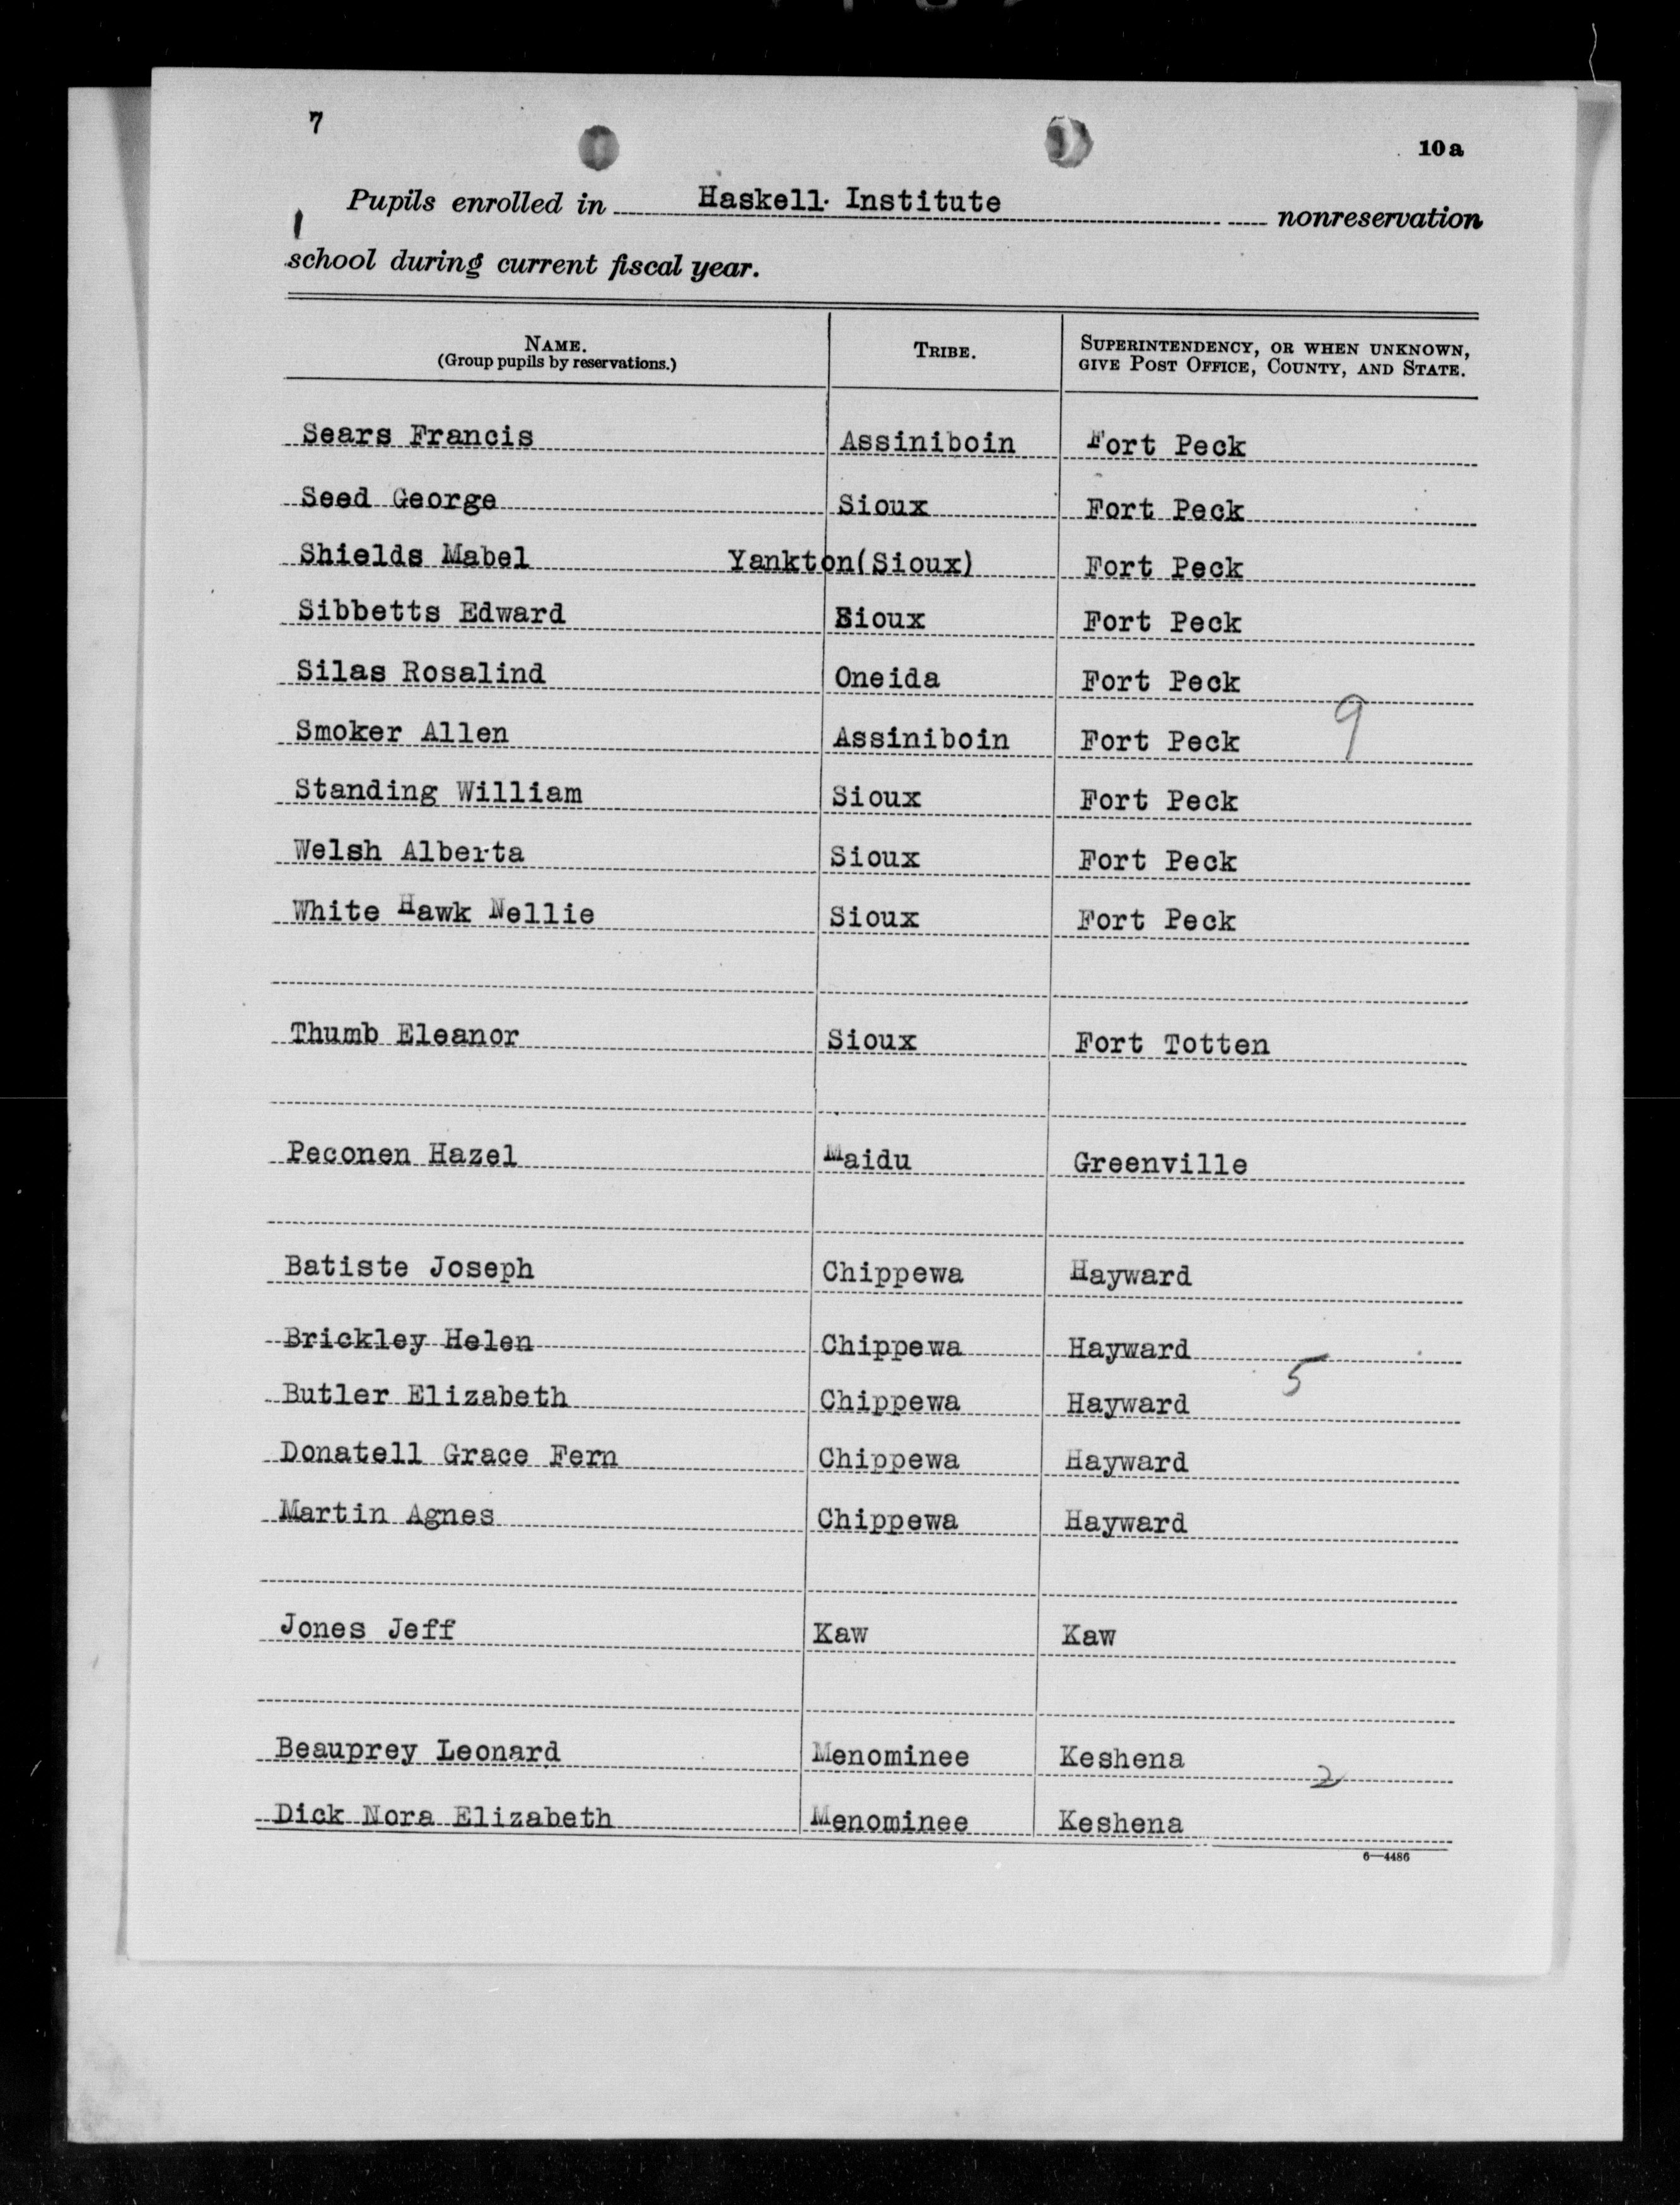 7
10a
Pupils enrolled in Haskell Institute nonreservation
school during current fiscal year.
NAME. TRIBE. SUPERINTENDENCY, OR WHEN UNKNOWN,
(Group pupils by reservations.) GIVE POST OFFICE, COUNTY, AND STATE.
Sears Francis Assiniboin Fort Peck
Seed George Sioux Fort Peck
Shields Mabel Yankton(Sioux) Fort Peck
Sibbetts Edward Sioux Fort Peck
Silas Rosalind Oneida Fort Peck
Smoker Allen Assiniboin Fort Peck 9
Standing William Sioux Fort Peck
Welsh Alberta Sioux Fort Peck
White Hawk Nellie Sioux Fort Peck
Thumb Eleanor Sioux Fort Totten
Peconen Hazel Maidu Greenville
Batiste Joseph Chippewa Hayward
Brickley Helen Chippewa Hayward
5
Butler Elizabeth Chippewa Hayward
Donatell Grace Fern Chippewa Hayward
Martin Agnes Chippewa Hayward
Jones Jeff Kaw Kaw
Beauprey Leonard Menominee Keshena 2
Dick Nora Elizabeth Menominee Keshena
6—4486